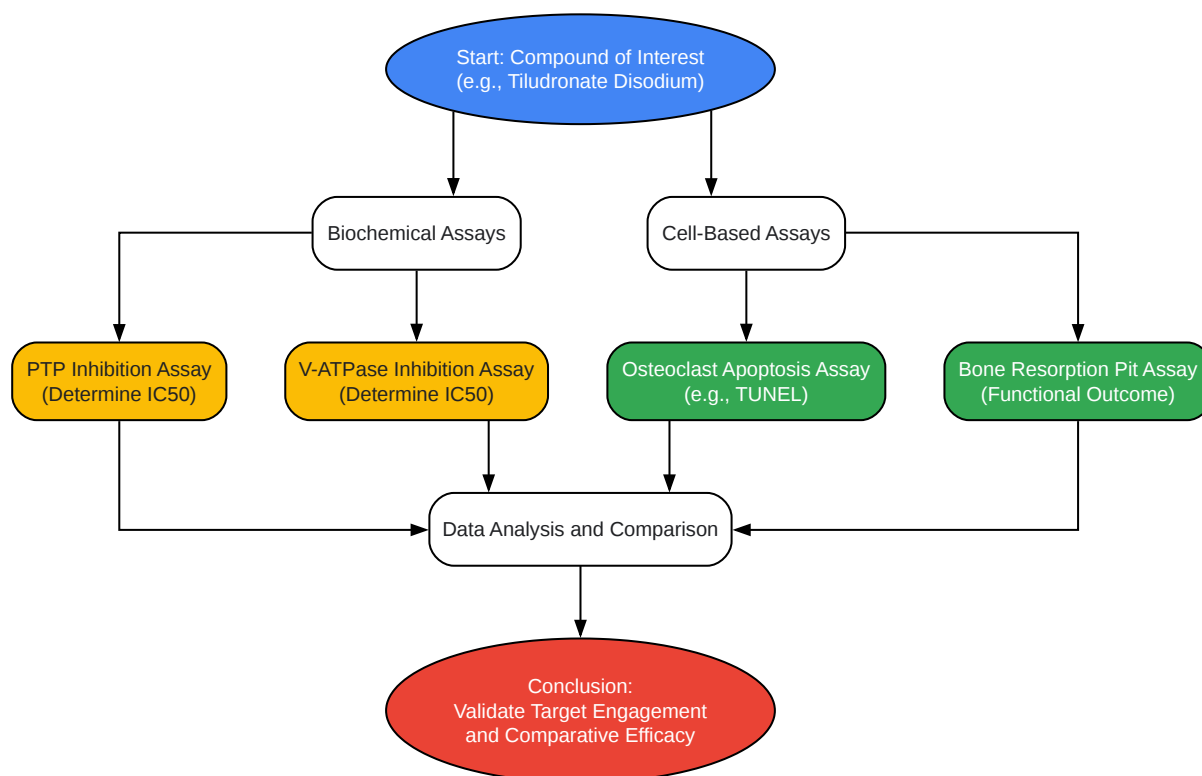 Start: Compound of Interest
(e.g., Tiludronate Disodium)
Biochemical Assays
Cell-Based Assays
PTP Inhibition Assay
(Determine IC50)
V-ATPase Inhibition Assay
(Determine IC50)
Osteoclast Apoptosis Assay
(e.g., TUNEL)
Bone Resorption Pit Assay
(Functional Outcome)
Data Analysis and Comparison
Conclusion:
Validate Target Engagement
and Comparative Efficacy